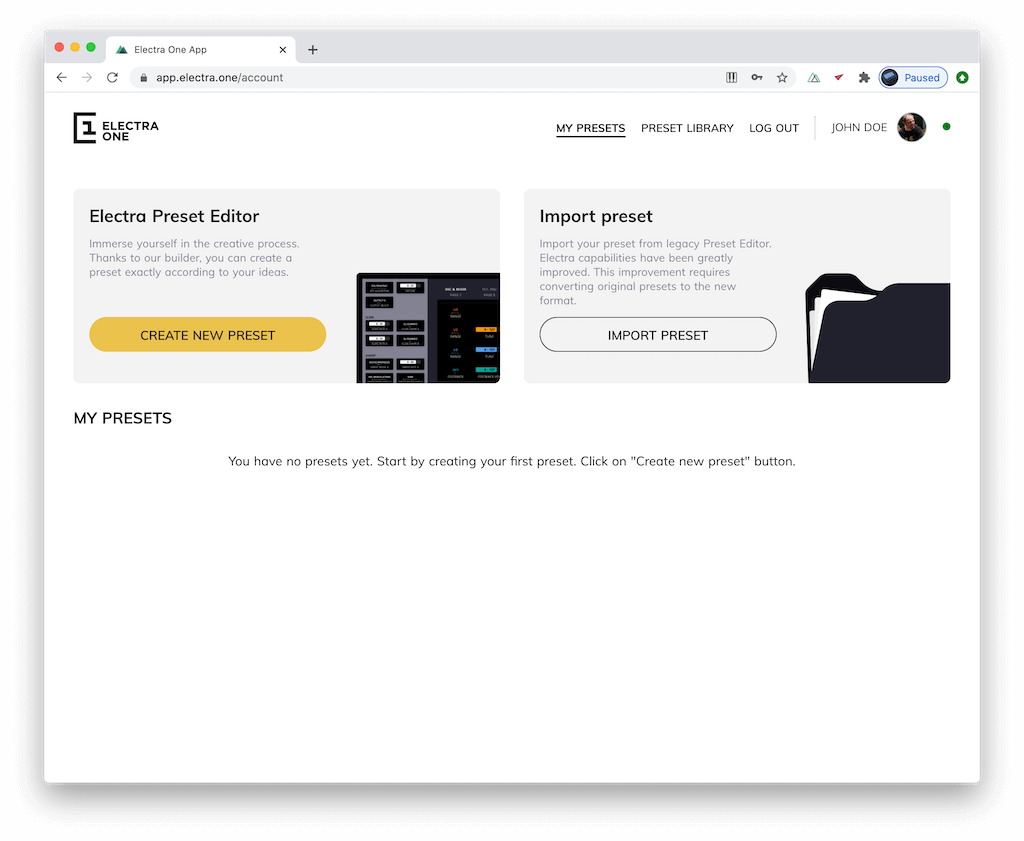 Electra One App
app.electra.one/account
Paused
ELECTRA
ONE
MY PRESETS
PRESET LIBRARY
LOG OUT
JOHN DOE
Electra Preset Editor
Immerse yourself in the creative process.
Thanks to our builder, you can create a
preset exactly according to your ideas.
CREATE NEW PRESET
Import preset
Import your preset from legacy Preset Editor.
Electra capabilities have been greatly
improved. This improvement requires
converting original presets to the new
format.
IMPORT PRESET
MY PRESETS
You have no presets yet. Start by creating your first preset. Click on "Create new preset" button.